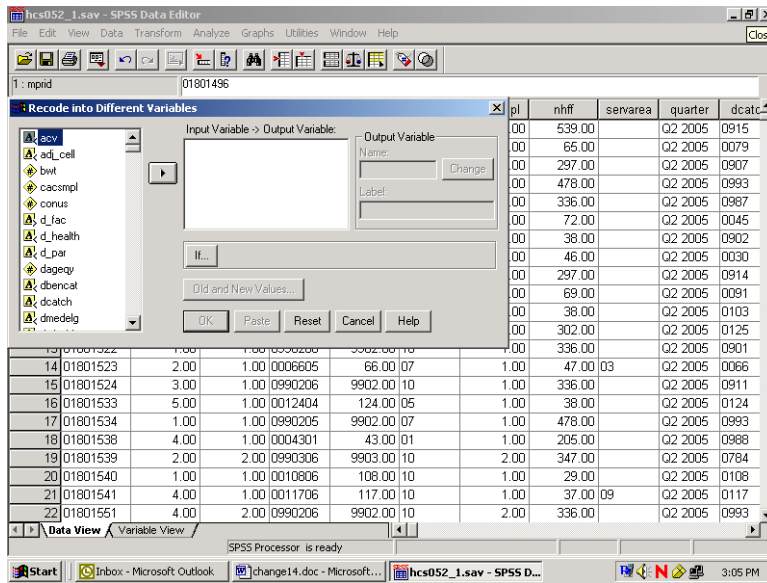 hcs052_1.sav - SPSS Data Editor
File Edit View Data Transform Analyze Graphs Utilities Window Help
Clos
1 : mprid 01801496
pl nhff servarea quarter dcatc
Recode into Different Variables
acv
adj_cell
bwt
cacsmpl
conus
d_fac
d_health
d_par
dageqy
dbencat
dcatch
dmedelg
Input Variable -> Output Variable:
Output Variable
Name:
Change
Label:
If...
Old and New Values...
OK Paste Reset Cancel Help
.00 539.00 Q2 2005 0915
.00 65.00 Q2 2005 0079
.00 297.00 Q2 2005 0907
.00 478.00 Q2 2005 0993
.00 336.00 Q2 2005 0987
.00 72.00 Q2 2005 0045
.00 38.00 Q2 2005 0902
.00 46.00 Q2 2005 0030
.00 297.00 Q2 2005 0914
.00 69.00 Q2 2005 0091
.00 38.00 Q2 2005 0103
.00 302.00 Q2 2005 0125
336.00 Q2 2005 0901
14 01801523 2.00 1.00 0006605 66.00 07 1.00 47.00 03 Q2 2005 0066
15 01801524 3.00 1.00 0990206 9902.00 10 1.00 336.00 Q2 2005 0911
16 01801533 5.00 1.00 0012404 124.00 05 1.00 38.00 Q2 2005 0124
17 01801534 1.00 1.00 0990205 9902.00 07 1.00 478.00 Q2 2005 0993
18 01801538 4.00 1.00 0004301 43.00 01 1.00 205.00 Q2 2005 0988
19 01801539 2.00 2.00 0990306 9903.00 10 2.00 347.00 Q2 2005 0784
20 01801540 1.00 1.00 0010806 108.00 10 1.00 29.00 Q2 2005 0108
21 01801541 4.00 1.00 0011706 117.00 10 1.00 37.00 09 Q2 2005 0117
22 01801551 4.00 2.00 0990206 9902.00 10 2.00 336.00 Q2 2005 0993
Data View Variable View
SPSS Processor is ready
Start Inbox - Microsoft Outlook change14.doc - Microsoft... hcs052_1.sav - SPSS D... 3:05 PM